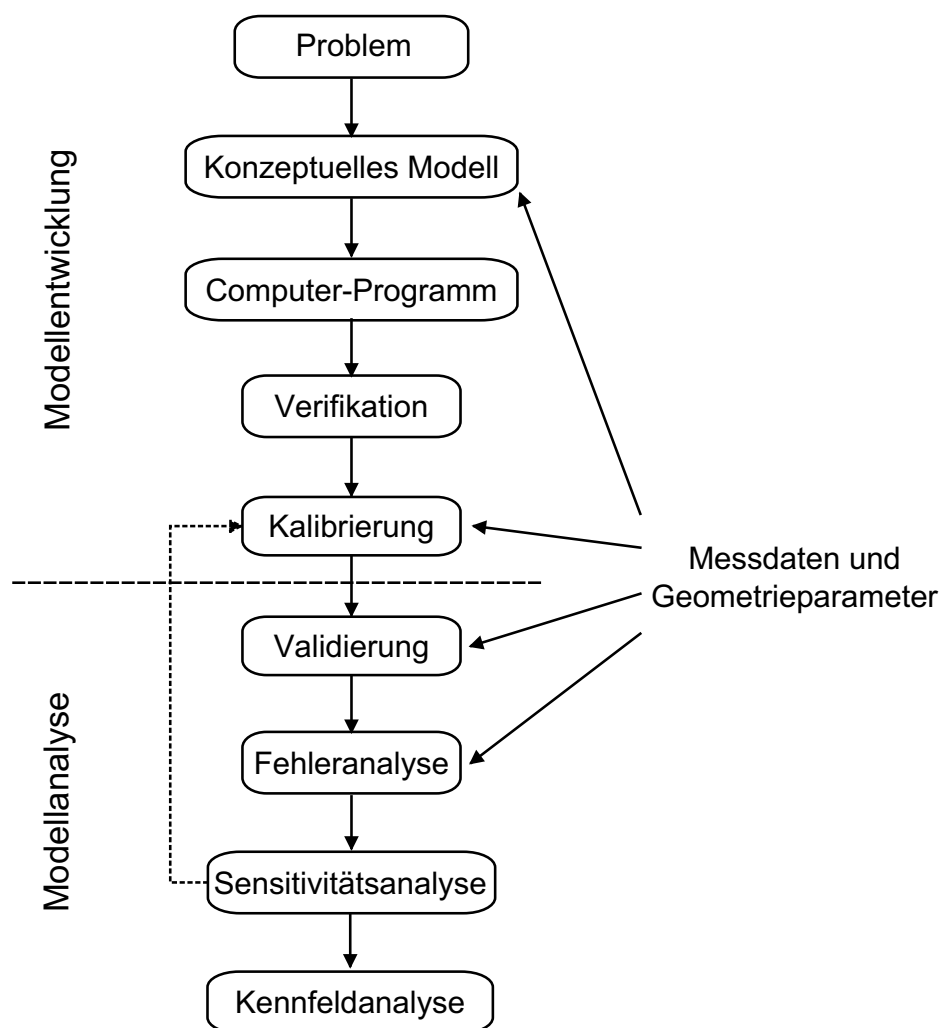 Problem
Modellentwicklung
Konzeptuelles Modell
Computer-Programm
Verifikation
Kalibrierung
Messdaten und
Geometrieparameter
Modellanalyse
Validierung
Fehleranalyse
Sensitivitätsanalyse
Kennfeldanalyse